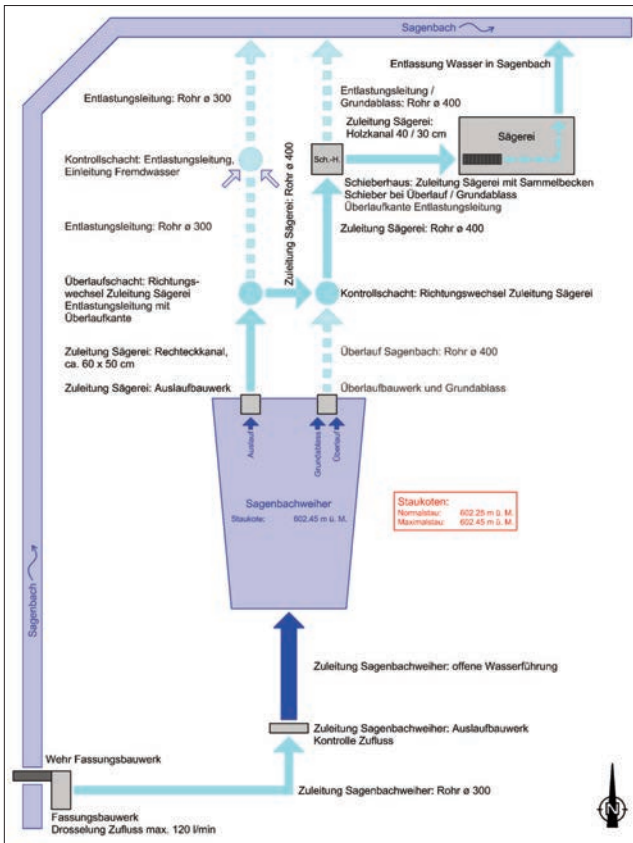 Sagenbach
Entlassung Wasser in Sagenbach
Entlastungsleitung: Rohr ø 300
Entlastungsleitung /
Grundablass: Rohr ø 400
Zuleitung Sägerei:
Holzkanal 40 / 30 cm
Sägerei
Kontrollschacht: Entlastungsleitung,
Einleitung Fremdwasser
Sch.-H.
Zuleitung Sägerei: Rohr ø 400
Schieberhaus: Zuleitung Sägerei mit Sammelbecken
Schieber bei Überlauf / Grundablass
Überlaufkante Entlastungsleitung
Entlastungsleitung: Rohr ø 300
Zuleitung Sägerei: Rohr ø 400
Überlaufschacht: Richtungs-
wechsel Zuleitung Sägerei
Entlastungsleitung mit
Überlaufkante
Kontrollschacht: Richtungswechsel Zuleitung Sägerei
Zuleitung Sägerei: Rechteckkanal,
ca. 60 x 50 cm
Überlauf Sagenbach: Rohr ø 400
Zuleitung Sägerei: Auslaufbauwerk
Überlaufbauwerk und Grundablass
Auslauf
Grundablass
Überlauf
Sagenbachweiher
Staukote: 602.45 m ü. M.
Staukoten:
Normalstau: 602.25 m ü. M.
Maximalstau: 602.45 m ü. M.
Sagenbach
Zuleitung Sagenbachweiher: offene Wasserführung
Zuleitung Sagenbachweiher: Auslaufbauwerk
Kontrolle Zufluss
Wehr Fassungsbauwerk
Zuleitung Sagenbachweiher: Rohr ø 300
Fassungsbauwerk
Drosselung Zufluss max. 120 l/min
N